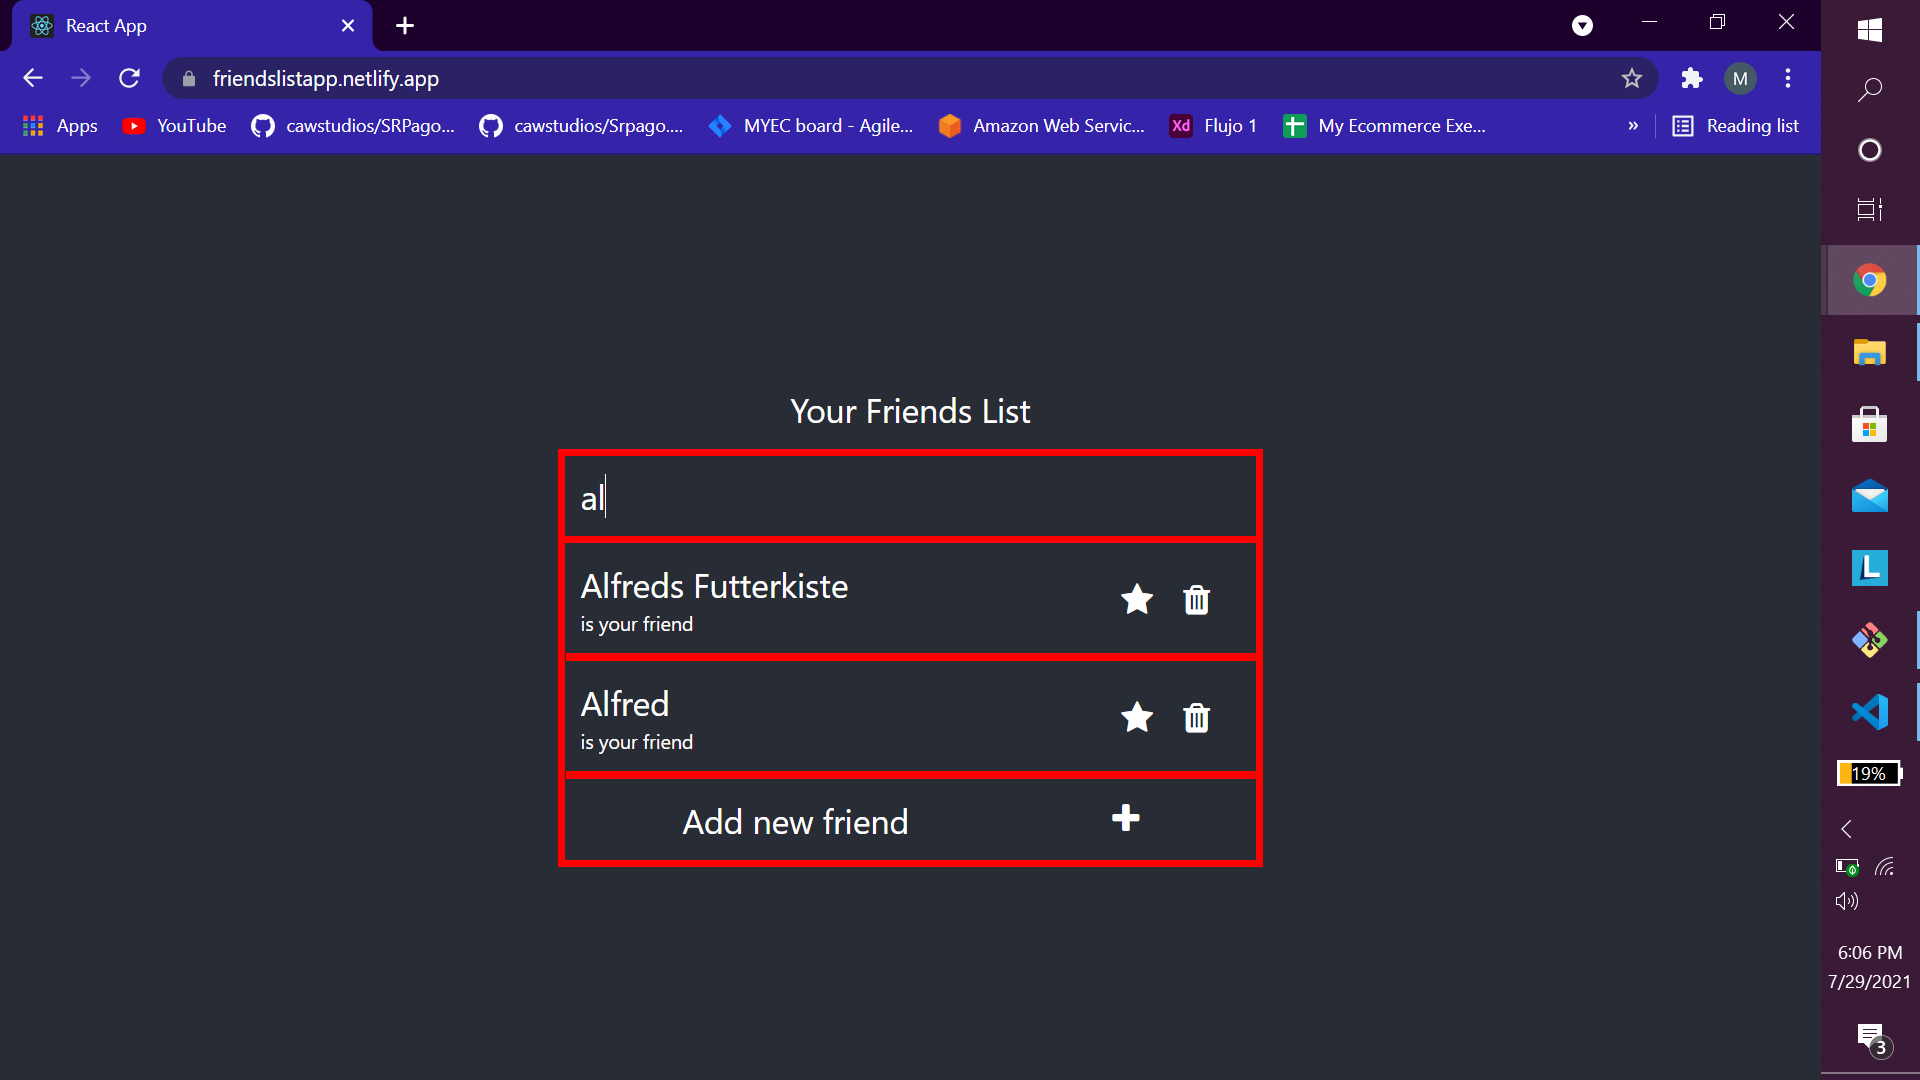 React App
friendslistapp.netlify.app
M
Apps
YouTube
cawstudios/SRPago...
cawstudios/Srpago....
MYEC board - Agile...
Amazon Web Servic...
Xd
Flujo 1
My Ecommerce Exe...
»
Reading list
Your Friends List
al
Alfreds Futterkiste
is your friend
Alfred
is your friend
Add new friend
L
19%
6:06 PM
7/29/2021
3